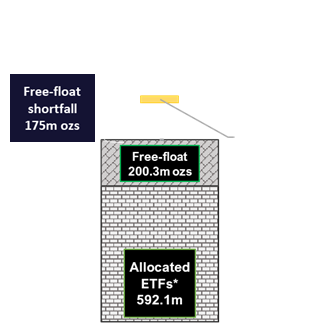 Free-float
shortfall
175m ozs
Free-float
200.3m ozs
Allocated
ETFs*
592.1m